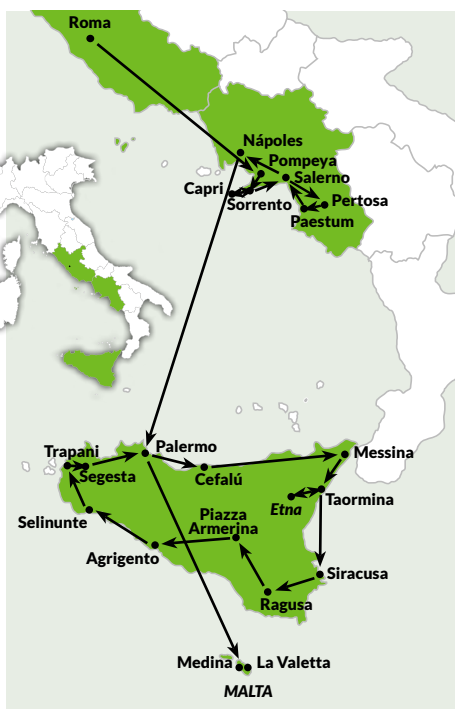 Roma
Nápoles
Pompeya
Capri
Salerno
Sorrento
Pertosa
Paestum
Trapani
Palermo
Messina
Segesta
Cefalú
Etna
Taormina
Selinunte
Piazza
Armerina
Agrigento
Siracusa
Ragusa
Medina
La Valetta
MALTA